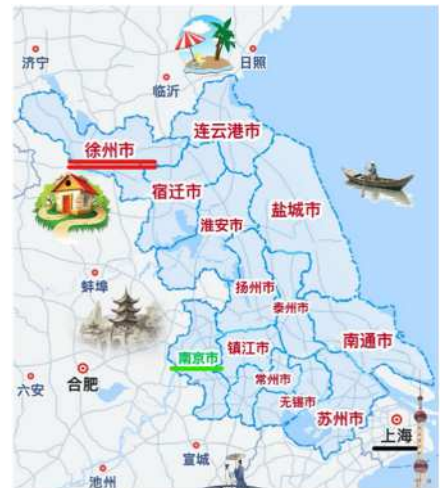 济宁
日照
临沂
连云港市
徐州市
宿迁市
盐城市
淮安市
蚌埠
扬州市
泰州市
南通市
镇江市
南京市
合肥
常州市
六安
无锡市
苏州市
上海
宣城
池州